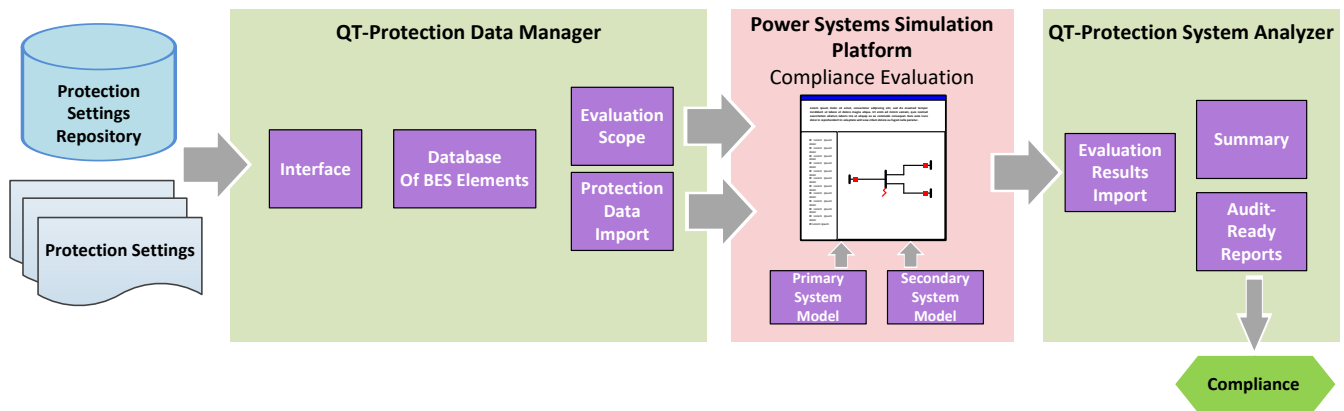 Protection
Settings
Repository
Protection Settings
QT-Protection Data Manager
Interface
Database
Of BES Elements
Evaluation
Scope
Protection
Data
Import
Power Systems Simulation
Platform
Compliance Evaluation
Primary
System
Model
Secondary
System
Model
QT-Protection System Analyzer
Evaluation
Results
Import
Summary
Audit-
Ready
Reports
Compliance